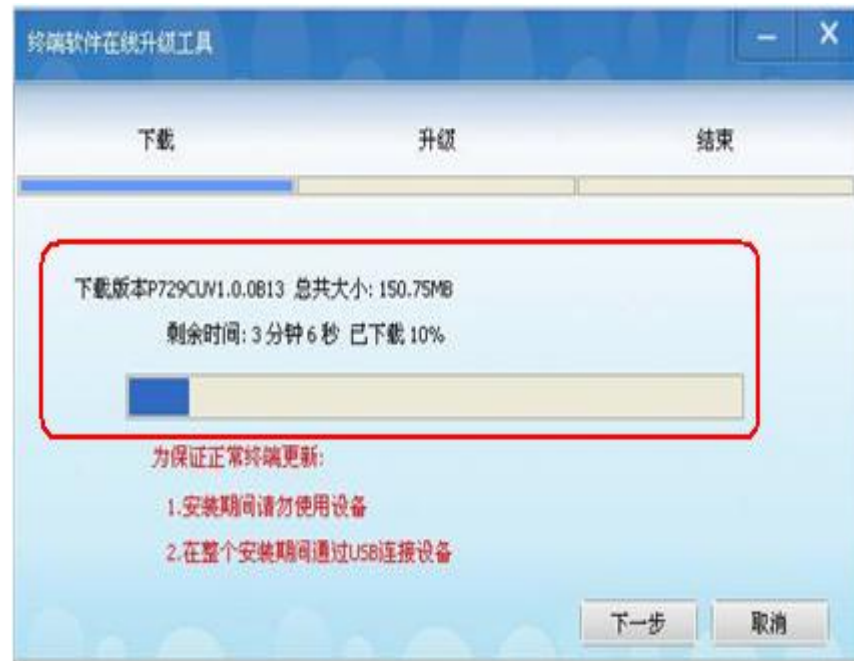 终端软件在线升级工具
下载 升级 结束
下载版本P729CUV1.0.0B13 总共大小: 150.75MB
剩余时间: 3 分钟 6 秒 已下载 10%
为保证正常终端更新:
1.安装期间请勿使用设备
2.在整个安装期间通过USB连接设备
下一步 取消